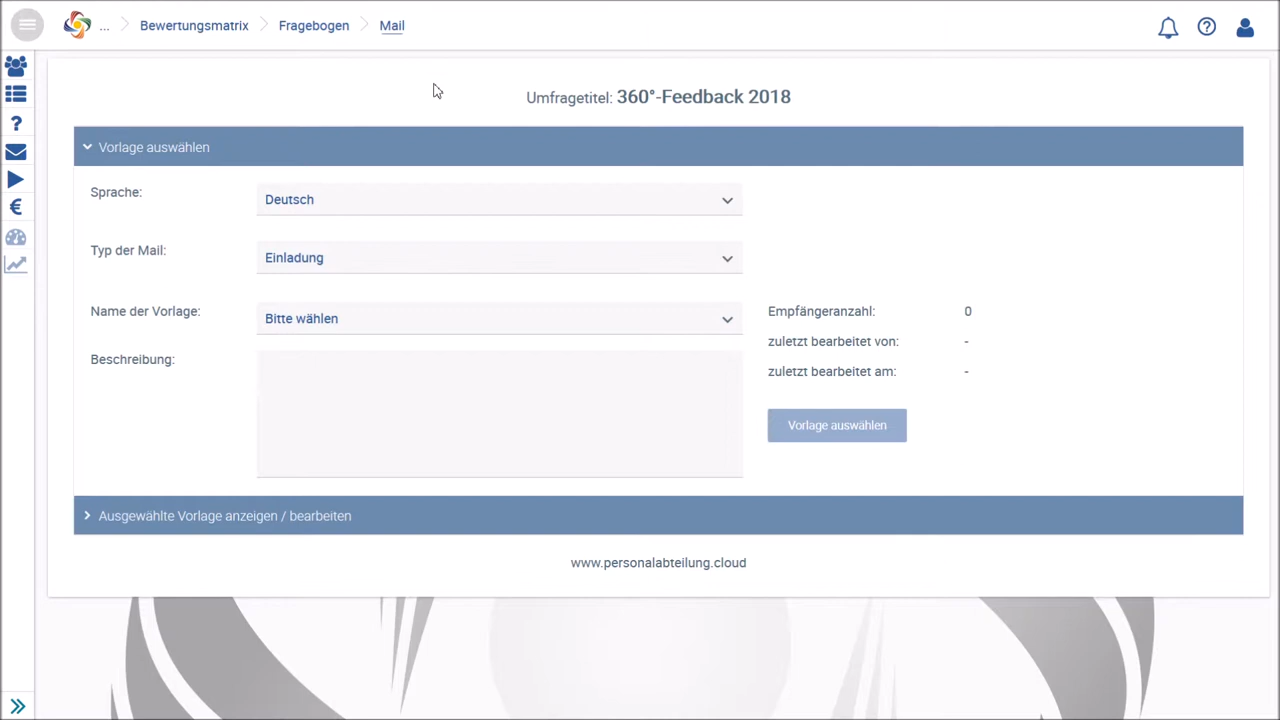 ... Bewertungsmatrix Fragebogen Mail
Umfragetitel: 360°-Feedback 2018
Vorlage auswählen
Sprache: Deutsch
Typ der Mail: Einladung
Name der Vorlage: Bitte wählen Empfängeranzahl: 0
zuletzt bearbeitet von: -
Beschreibung:
zuletzt bearbeitet am: -
Vorlage auswählen
Ausgewählte Vorlage anzeigen / bearbeiten
www.personalabteilung.cloud